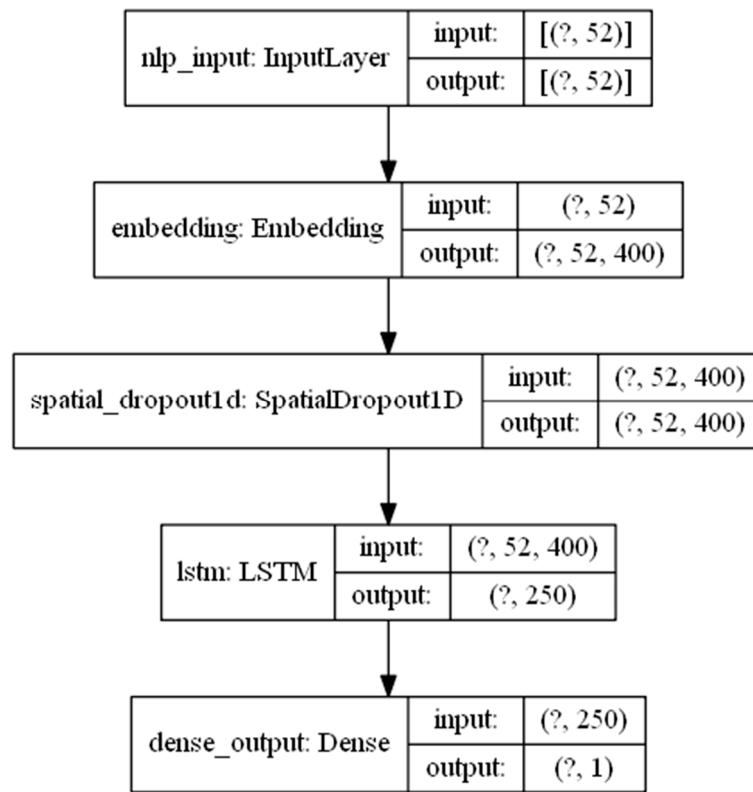 nlp_input: InputLayer
input:
[(?, 52)]
output:
[(?, 52)]
embedding: Embedding
input:
(?, 52)
output:
(?, 52, 400)
spatial_dropout1d: SpatialDropout1D
input:
(?, 52, 400)
output:
(?, 52, 400)
lstm: LSTM
input:
(?, 52, 400)
output:
(?, 250)
dense_output: Dense
input:
(?, 250)
output:
(?, 1)